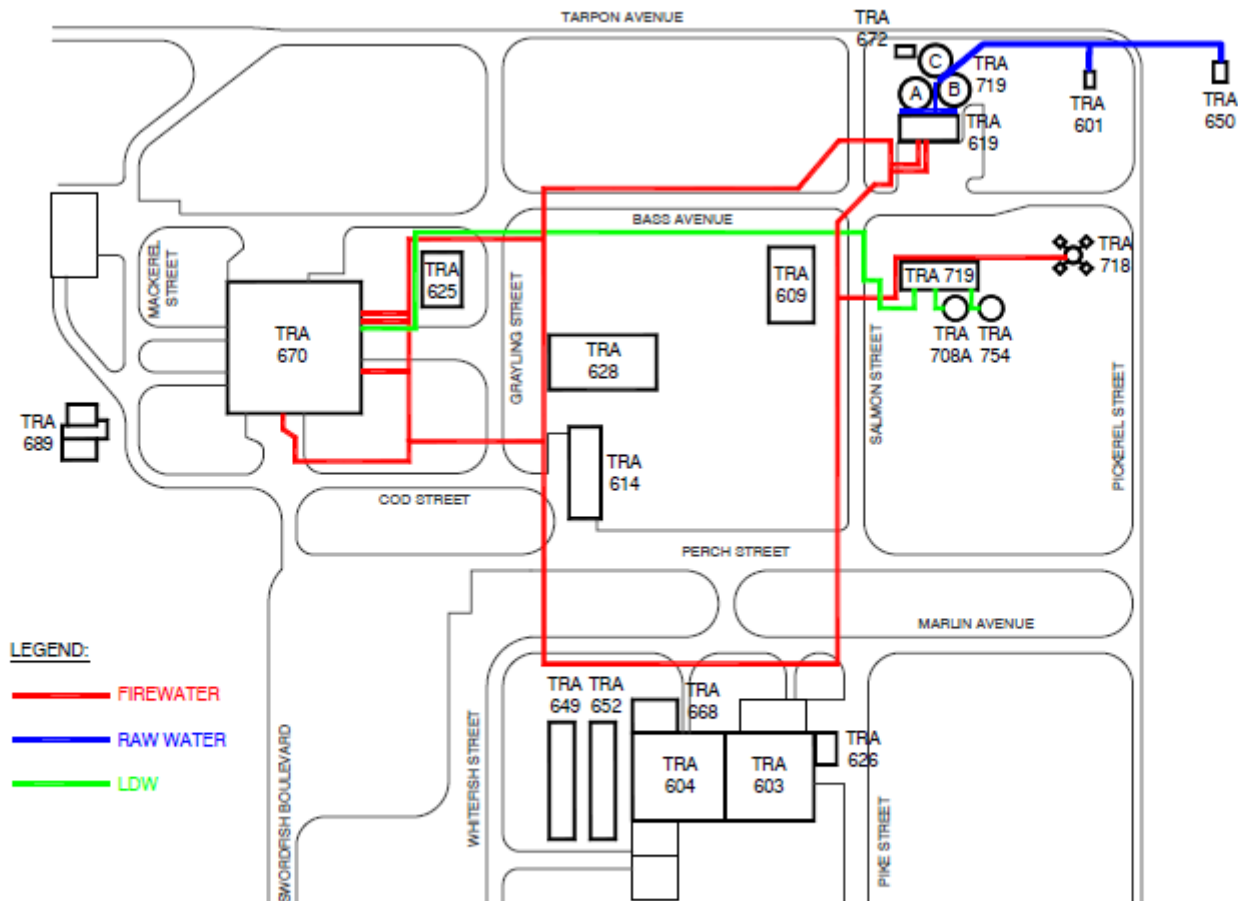 TARPON AVENUE
TRA
672
C
TRA
719
A
B
TRA
619
TRA
601
TRA
650
BASS AVENUE
MACKEREL
STREET
TRA
625
TRA
609
TRA 719
TRA
718
TRA
708A
TRA
754
TRA
670
GRAYLING STREET
TRA
628
SALMON STREET
PICKEREL STREET
TRA
689
TRA
614
COD STREET
PERCH STREET
MARLIN AVENUE
LEGEND:
FIREWATER
RAW WATER
LDW
SWORDFISH BOULEVARD
WHITEFISH STREET
TRA
649
TRA
652
TRA
668
TRA
604
TRA
603
TRA
626
PIKE STREET